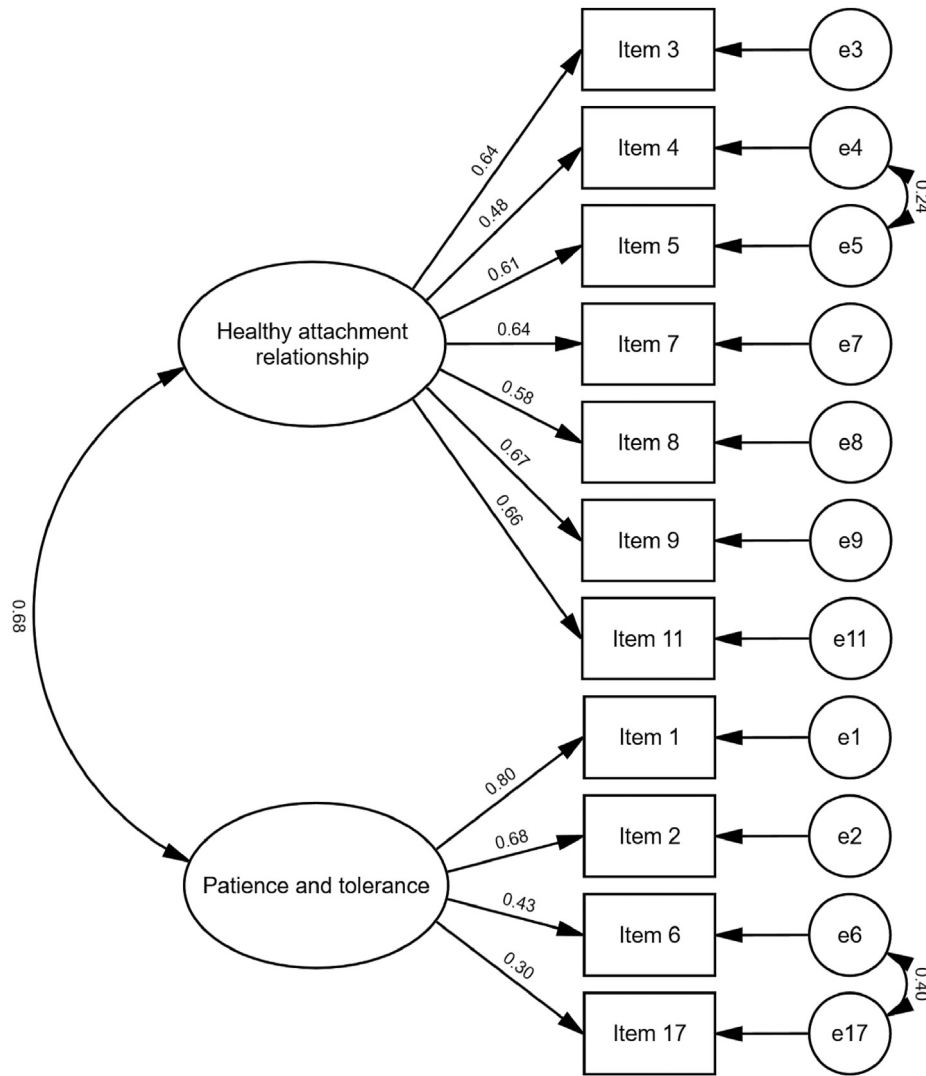 Item 3
e3
0.64
Item 4
e4
0.48
0.24
Item 5
e5
0.61
Healthy attachment
relationship
0.64
Item 7
e7
0.58
Item 8
e8
0.67
Item 9
e9
0.66
0.68
Item 11
e11
Item 1
e1
0.80
Item 2
e2
0.68
Patience and tolerance
0.43
Item 6
e6
0.30
0.40
Item 17
e17